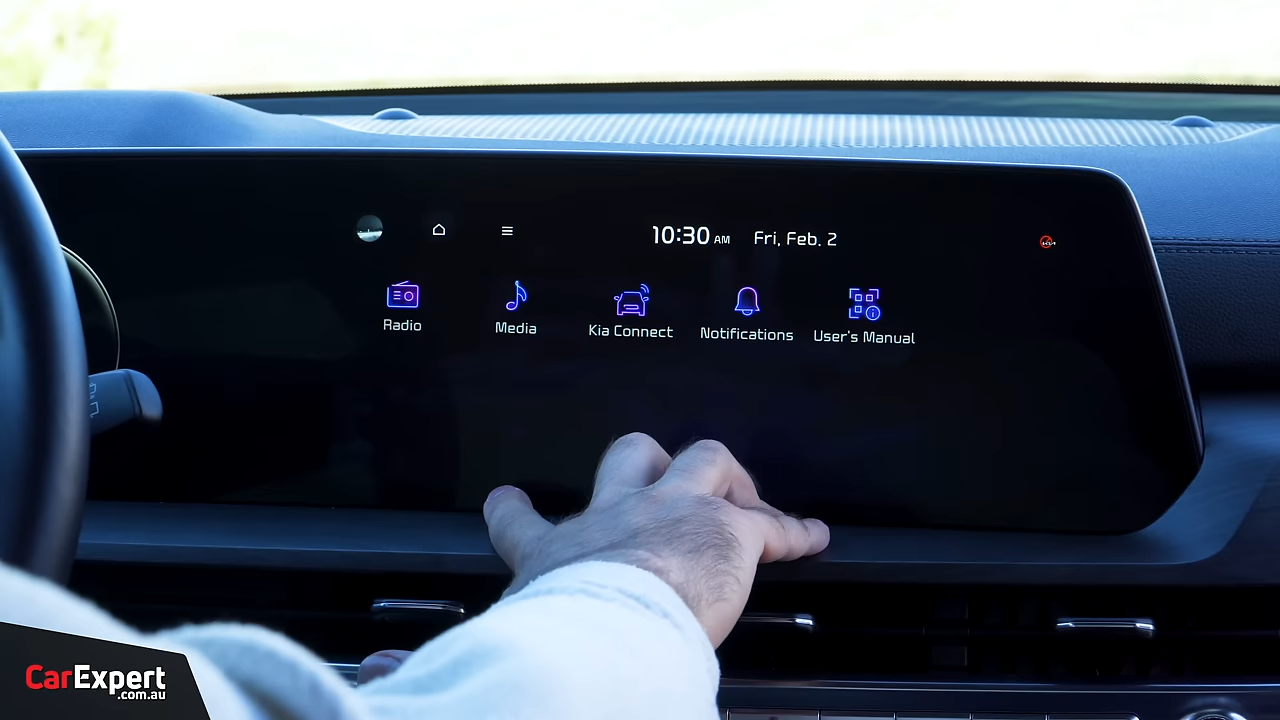 10:30 AM Fri, Feb. 2
Radio
Media
Kia Connect
Notifications
User's Manual
CarExpert
.com.au